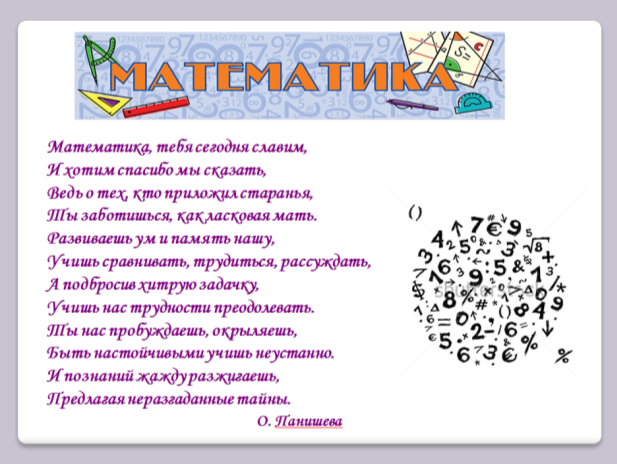 МАТЕМАТИКА
Математика, тебя сегодня славим,
И хотим спасибо мы сказать,
Ведь о тех, кто приложил старанья,
Ты заботишься, как ласковая мать.
Развиваешь ум и память нашу,
Учишь сравнивать, трудиться, рассуждать,
А подбросив хитрую задачку,
Учишь нас трудности преодолевать.
Ты нас пробуждаешь, окрыляешь,
Быть настойчивыми учишь неустанно.
И познаний жажду разжигаешь,
Предлагая неразгаданные тайны.
О. Панишева